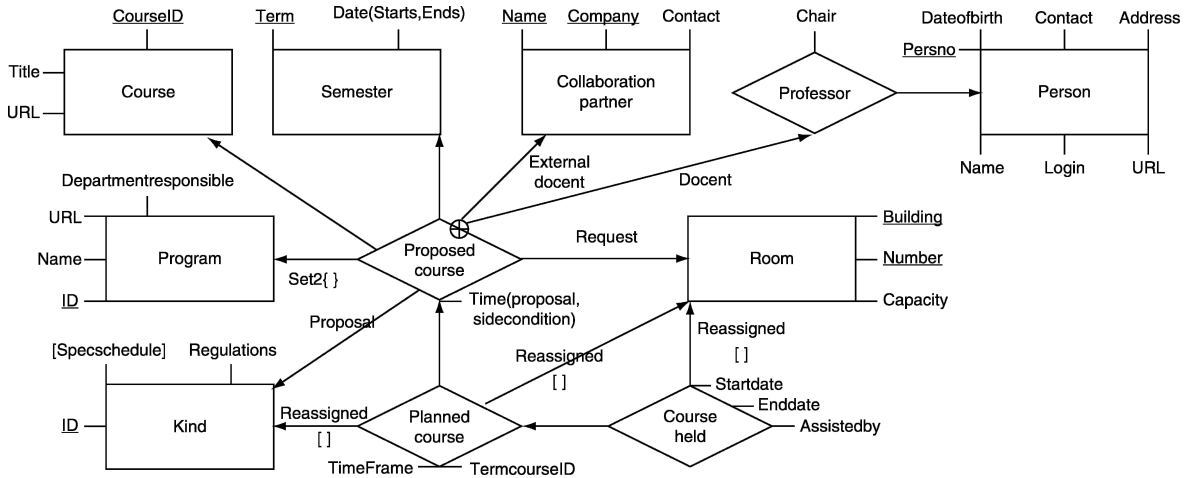 CourseID
Term
Date(Starts,Ends)
Name
Company
Contact
Chair
Dateofbirth
Contact
Address
Persno
Title
URL
Course
Semester
Collaboration
partner
Professor
Person
Name
Login
URL
External
docent
Docent
Departmentresponsible
URL
Name
ID
Program
Set2{ }
Proposed
course
Request
Room
Building
Number
Capacity
Time(proposal,
sidecondition)
Proposal
[Specschedule]
Regulations
ID
Kind
Reassigned
[ ]
Planned
course
Reassigned
[ ]
Reassigned
[ ]
Startdate
Enddate
Assistedby
Course
held
TimeFrame
TermcourseID